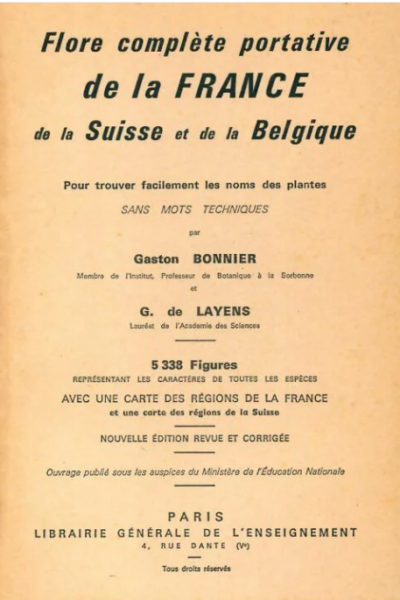 Flore complète portative
de la FRANCE
de la Suisse et de la Belgique
Pour trouver facilement les noms des plantes
SANS MOTS TECHNIQUES
par
Gaston BONNIER
Membre de l'Institut, Professeur de Botanique à la Sorbonne
et
G. de LAYENS
Lauréat de l'Academie des Sciences
5 338 Figures
REPRÉSENTANT LES CARACTÈRES DE TOUTES LES ESPÈCES
AVEC UNE CARTE DES RÉGIONS DE LA FRANCE
et une carte des régions de la Suisse
NOUVELLE ÉDITION REVUE ET CORRIGÉE
Ouvrage publié sous les auspices du Ministère de l'Éducation Nationale
PARIS
LIBRAIRIE GÉNÉRALE DE L'ENSEIGNEMENT
4, RUE DANTE (Ve)
Tous droits réservés